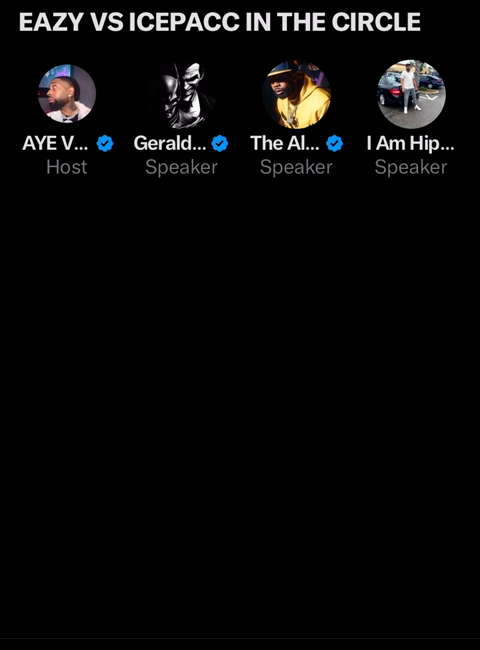 EAZY VS ICEPACC IN THE CIRCLE
AYE V... Gerald... The Al... I Am Hip...
Host Speaker Speaker Speaker